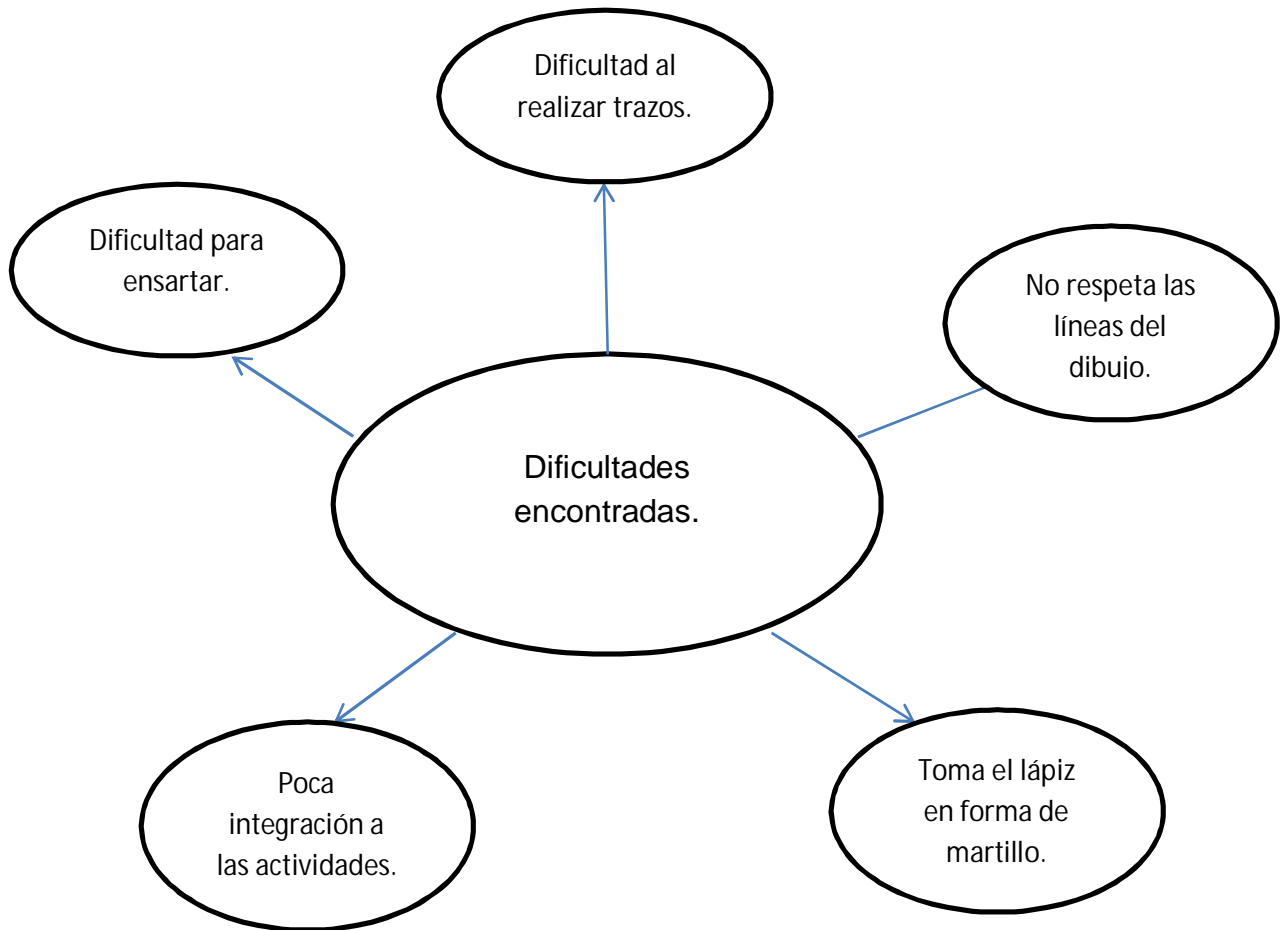 Dificultad al
realizar trazos.
Dificultad para
ensartar.
No respeta las
líneas del
dibujo.
Dificultades
encontradas.
Poca
integración a
las actividades.
Toma el lápiz
en forma de
martillo.